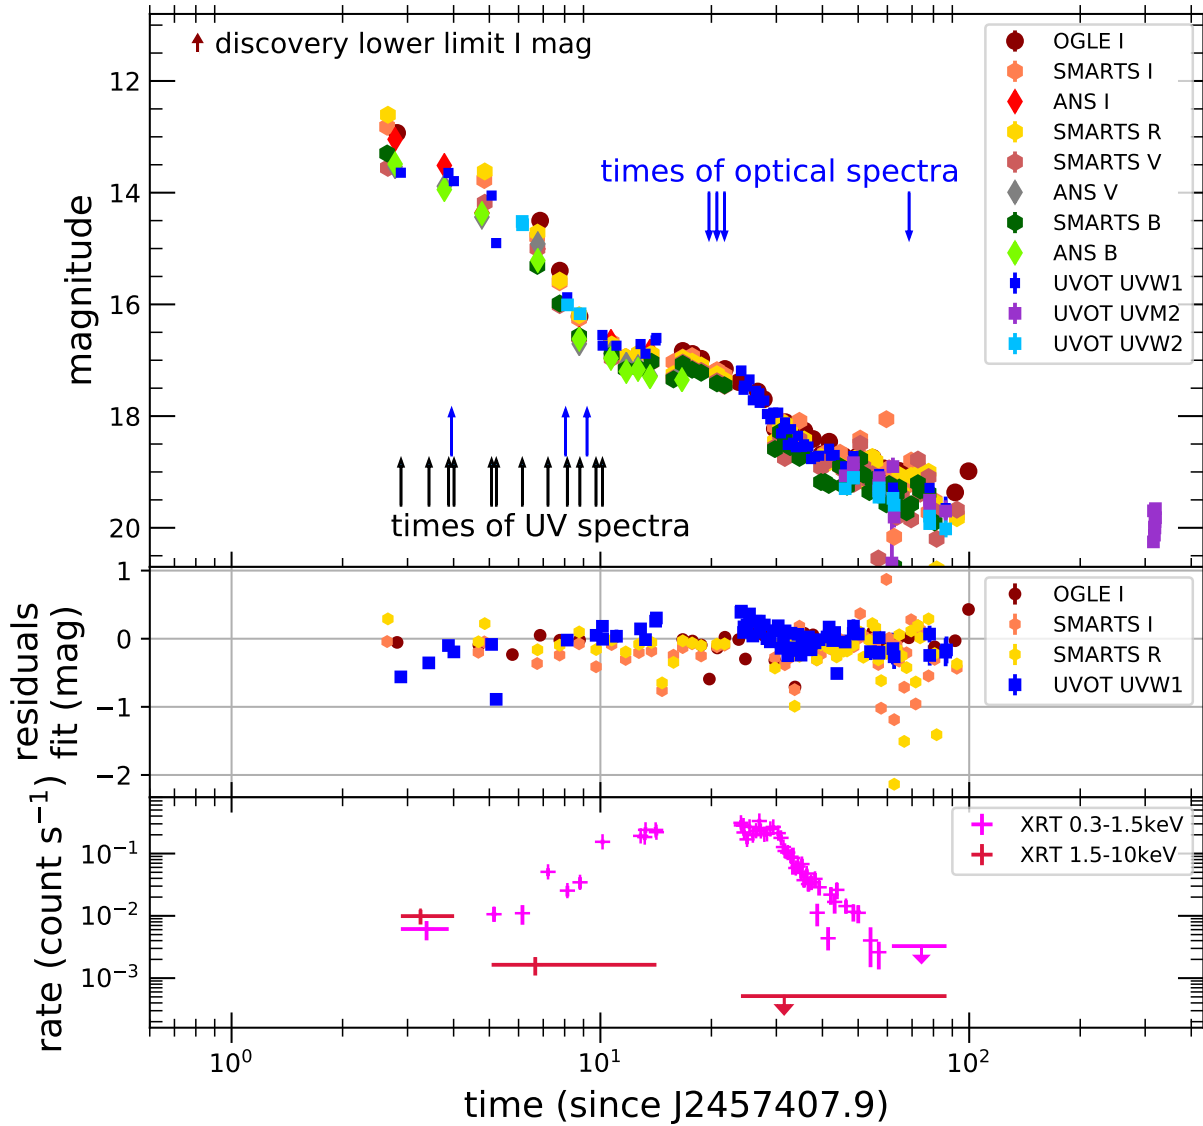 discovery lower limit I mag
OGLE I
SMARTS I
ANS I
SMARTS R
SMARTS V
ANS V
SMARTS B
ANS B
UVOT UVW1
UVOT UVM2
UVOT UVW2
times of optical spectra
times of UV spectra
magnitude
12
14
16
18
20
residuals
fit (mag)
1
0
−1
−2
OGLE I
SMARTS I
SMARTS R
UVOT UVW1
rate (count s⁻¹)
10⁻¹
10⁻²
10⁻³
XRT 0.3-1.5keV
XRT 1.5-10keV
10⁰ 10¹ 10²
time (since J2457407.9)